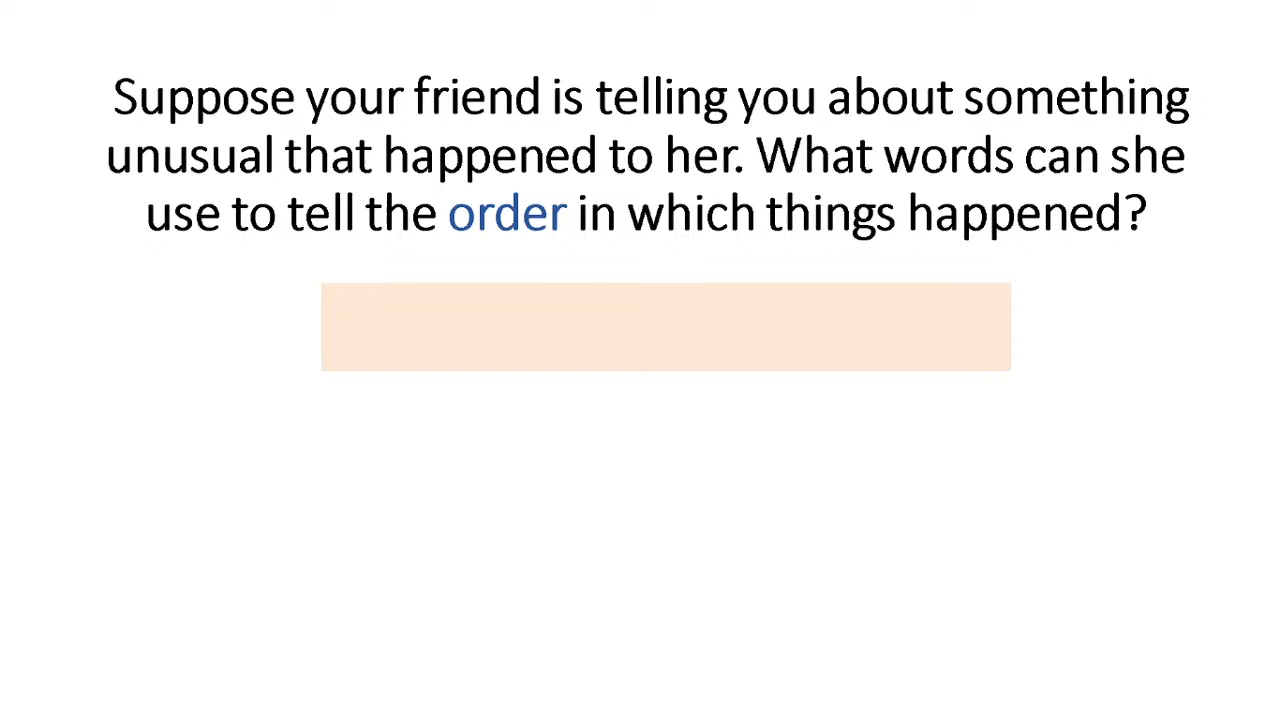 Suppose your friend is telling you about something
unusual that happened to her. What words can she
use to tell the order in which things happened?